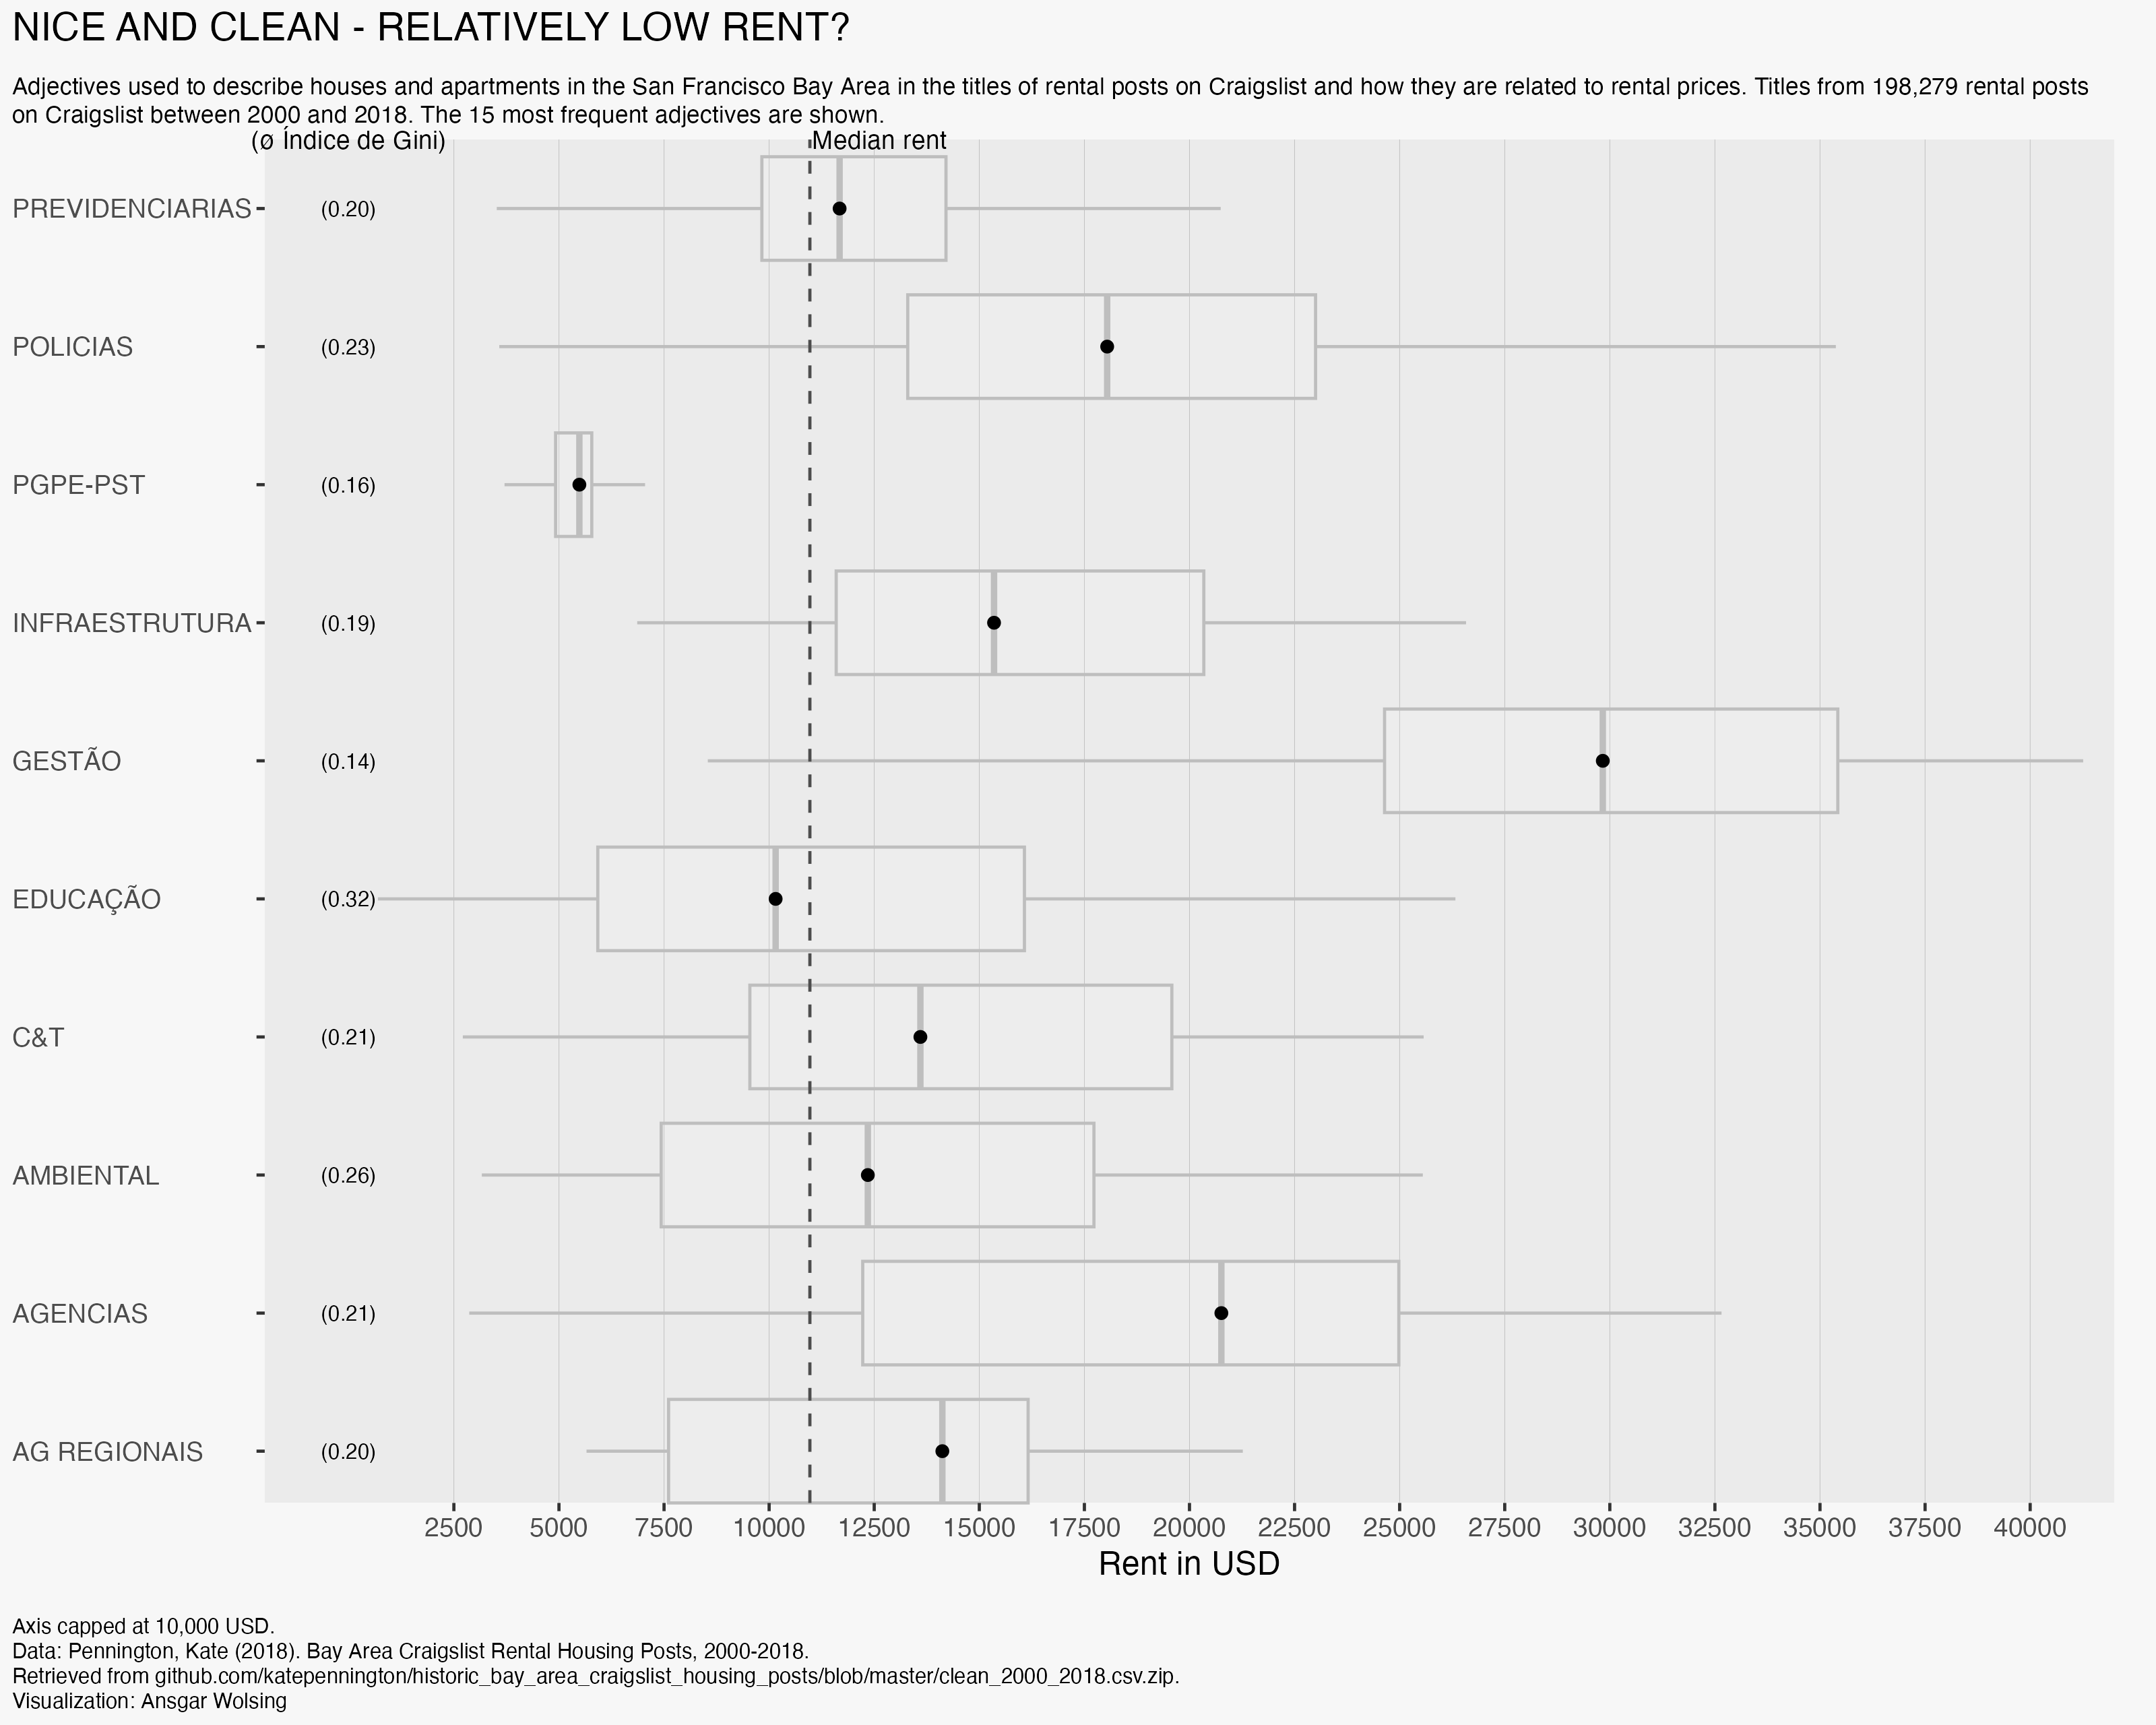 NICE AND CLEAN - RELATIVELY LOW RENT?
Adjectives used to describe houses and apartments in the San Francisco Bay Area in the titles of rental posts on Craigslist and how they are related to rental prices. Titles from 198,279 rental posts
on Craigslist between 2000 and 2018. The 15 most frequent adjectives are shown.
(ø Índice de Gini) Median rent
PREVIDENCIARIAS (0.20)
POLICIAS (0.23)
PGPE-PST (0.16)
INFRAESTRUTURA (0.19)
GESTÃO (0.14)
EDUCAÇÃO (0.32)
C&T (0.21)
AMBIENTAL (0.26)
AGENCIAS (0.21)
AG REGIONAIS (0.20)
2500 5000 7500 10000 12500 15000 17500 20000 22500 25000 27500 30000 32500 35000 37500 40000
Rent in USD
Axis capped at 10,000 USD.
Data: Pennington, Kate (2018). Bay Area Craigslist Rental Housing Posts, 2000-2018.
Retrieved from github.com/katepennington/historic_bay_area_craigslist_housing_posts/blob/master/clean_2000_2018.csv.zip.
Visualization: Ansgar Wolsing